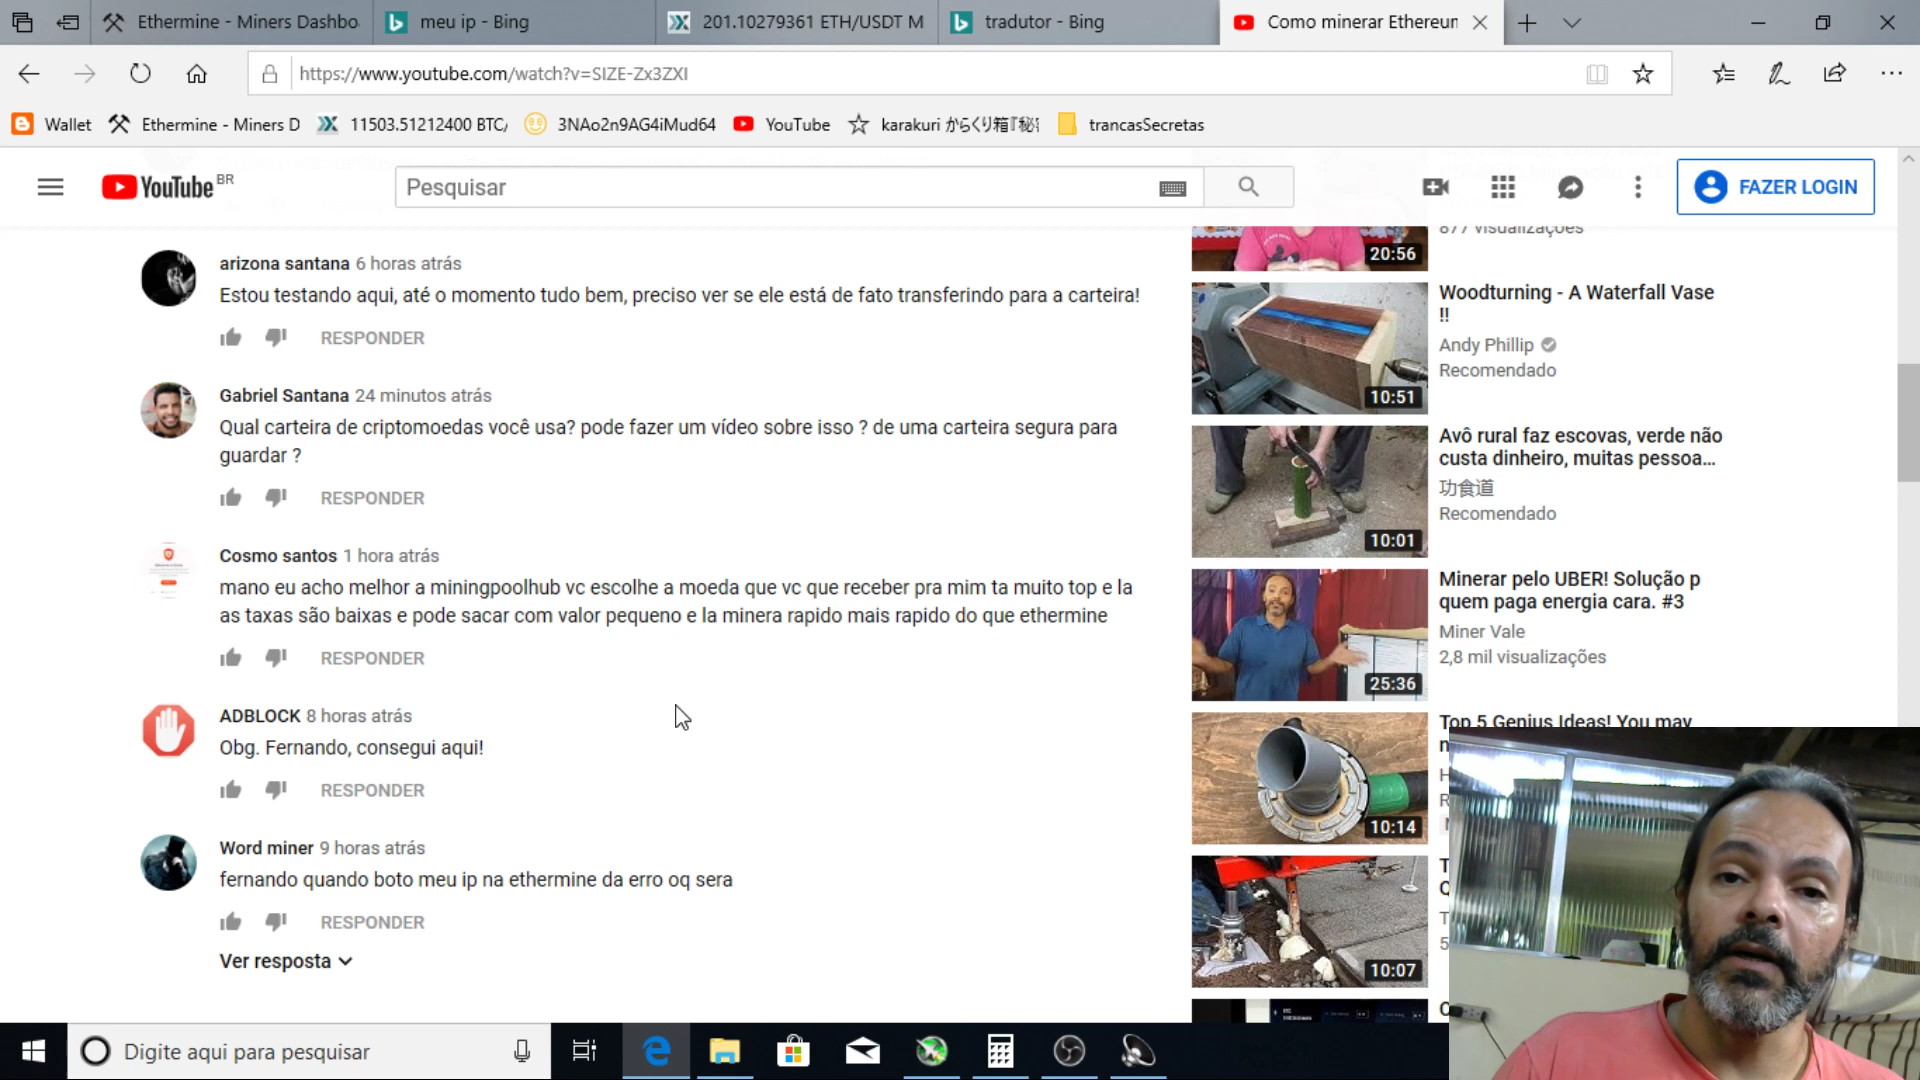 Ethermine - Miners Dashbo
meu ip - Bing
201.10279361 ETH/USDT M
tradutor - Bing
Como minerar Ethereum
https://www.youtube.com/watch?v=SIZE-Zx3ZXI
Wallet
Ethermine - Miners D
11503.51212400 BTC/
3NAo2n9AG4iMud64
YouTube
karakuri からくり箱『秘密
trancasSecretas
YouTube BR
Pesquisar
FAZER LOGIN
arizona santana 6 horas atrás
Estou testando aqui, até o momento tudo bem, preciso ver se ele está de fato transferindo para a carteira!
RESPONDER
Gabriel Santana 24 minutos atrás
Qual carteira de criptomoedas você usa? pode fazer um vídeo sobre isso ? de uma carteira segura para
guardar ?
RESPONDER
Cosmo santos 1 hora atrás
mano eu acho melhor a miningpoolhub vc escolhe a moeda que vc que receber pra mim ta muito top e la
as taxas são baixas e pode sacar com valor pequeno e la minera rapido mais rapido do que ethermine
RESPONDER
ADBLOCK 8 horas atrás
Obg. Fernando, consegui aqui!
RESPONDER
Word miner 9 horas atrás
fernando quando boto meu ip na ethermine da erro oq sera
RESPONDER
Ver resposta
877 visualizações
20:56
Woodturning - A Waterfall Vase
!!
Andy Phillip
Recomendado
10:51
Avô rural faz escovas, verde não
custa dinheiro, muitas pessoa...
功食道
Recomendado
10:01
Minerar pelo UBER! Solução p
quem paga energia cara. #3
Miner Vale
2,8 mil visualizações
25:36
Top 5 Genius Ideas! You may
10:14
10:07
Digite aqui para pesquisar